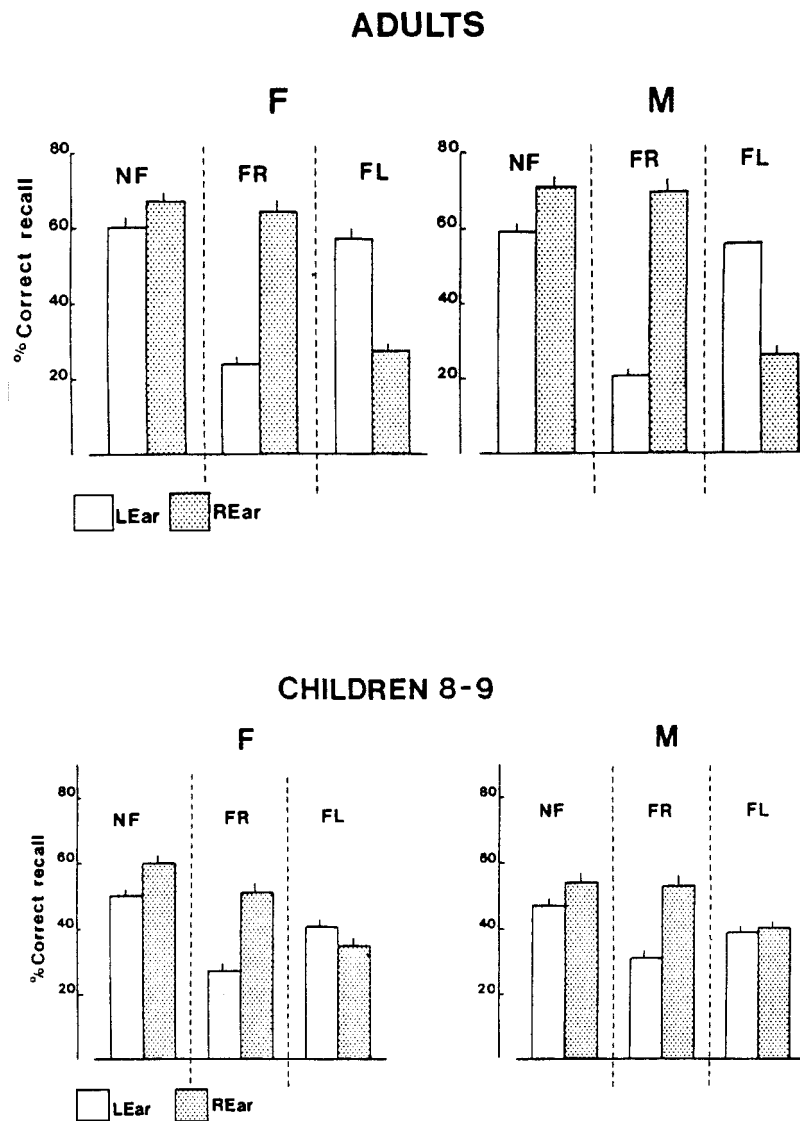 ADULTS
F
M
80
NF
FR
FL
60
40
20
% Correct recall
80
NF
FR
FL
60
40
20
LEar
REar
CHILDREN 8-9
F
M
80
NF
FR
FL
60
40
20
% Correct recall
80
NF
FR
FL
60
40
20
LEar
REar